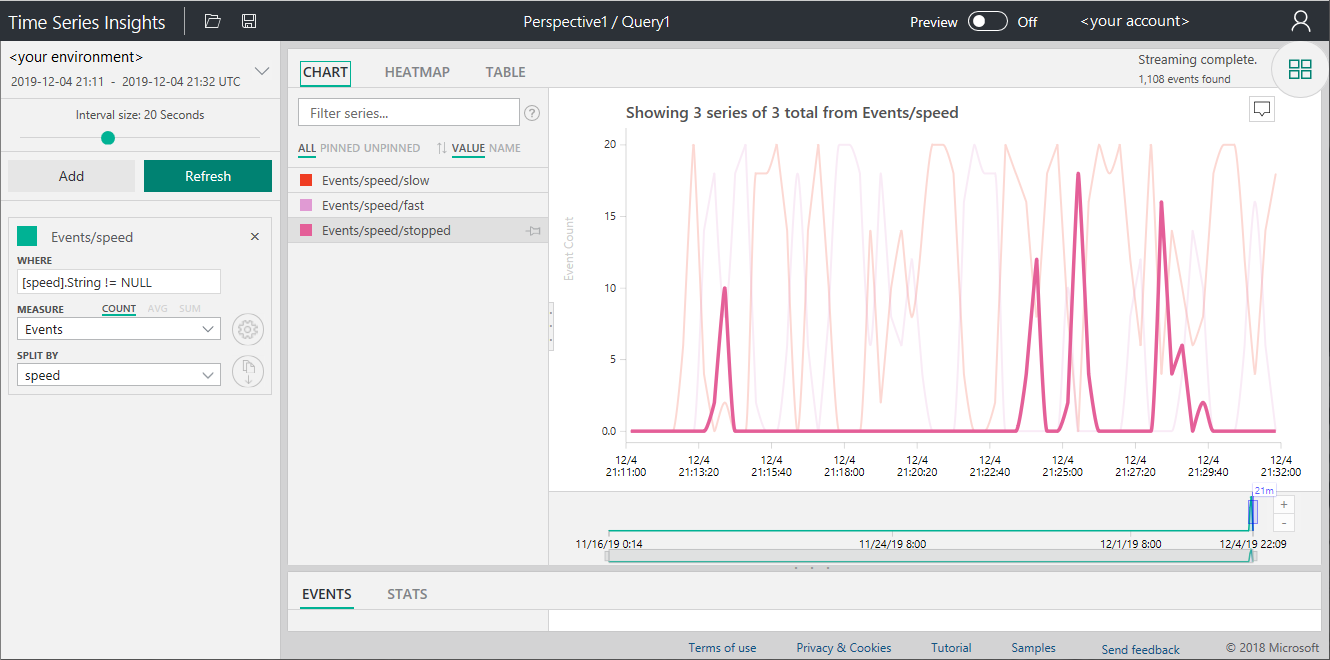 Time Series Insights
Perspective1 / Query1
Preview Off
<your account>
<your environment>
2019-12-04 21:11 - 2019-12-04 21:32 UTC
Interval size: 20 Seconds
Add
Refresh
Events/speed
×
WHERE
[speed].String != NULL
MEASURE COUNT AVG SUM
Events
SPLIT BY
speed
CHART HEATMAP TABLE
Streaming complete.
1,108 events found
Filter series...
?
ALL PINNED UNPINNED VALUE NAME
Events/speed/slow
Events/speed/fast
Events/speed/stopped
Showing 3 series of 3 total from Events/speed
Event Count
20
15
10
5
0.0
12/4 21:11:00
12/4 21:13:20
12/4 21:15:40
12/4 21:18:00
12/4 21:20:20
12/4 21:22:40
12/4 21:25:00
12/4 21:27:20
12/4 21:29:40
12/4 21:32:00
21m
+
-
11/16/19 0:14
11/24/19 8:00
12/1/19 8:00
12/4/19 22:09
EVENTS STATS
Terms of use Privacy & Cookies Tutorial Samples Send feedback © 2018 Microsoft